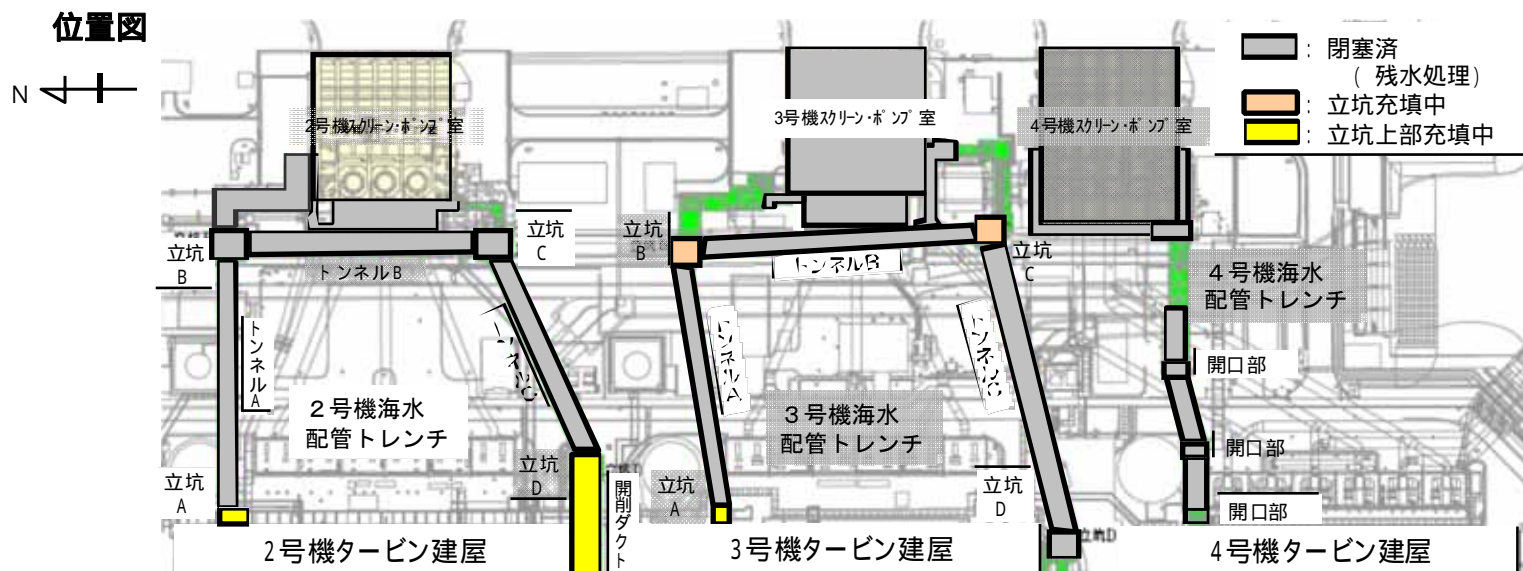 位置図
N
: 閉塞済
( 残水処理)
: 立坑充填中
: 立坑上部充填中
2号機スクリーン・ポンプ室
3号機スクリーン・ポンプ室
4号機スクリーン・ポンプ室
立坑
B
トンネルB
立坑
C
立坑
B
トンネルB
立坑
C
4号機海水
配管トレンチ
トンネルA
トンネルC
トンネルA
トンネルC
開口部
2号機海水
配管トレンチ
3号機海水
配管トレンチ
開口部
立坑
A
立坑
D
開削ダクト
立坑
A
立坑
D
開口部
立坑D
2号機タービン建屋
3号機タービン建屋
4号機タービン建屋